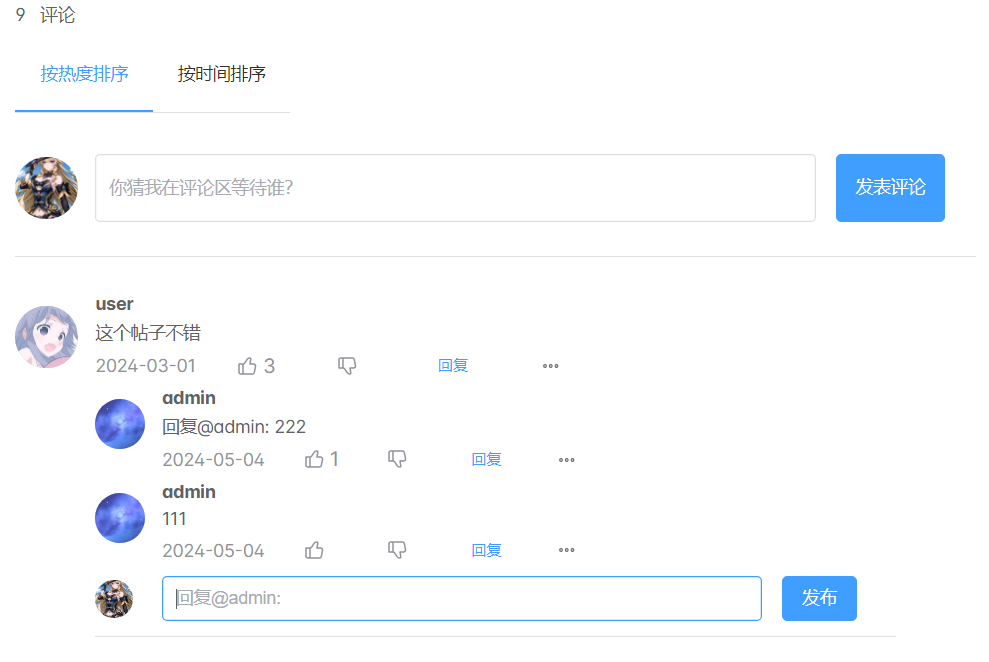 9 评论
按热度排序 按时间排序
你猜我在评论区等待谁? 发表评论
user
这个帖子不错
2024-03-01 3 回复
admin
回复@admin: 222
2024-05-04 1 回复
admin
111
2024-05-04 回复
回复@admin: 发布